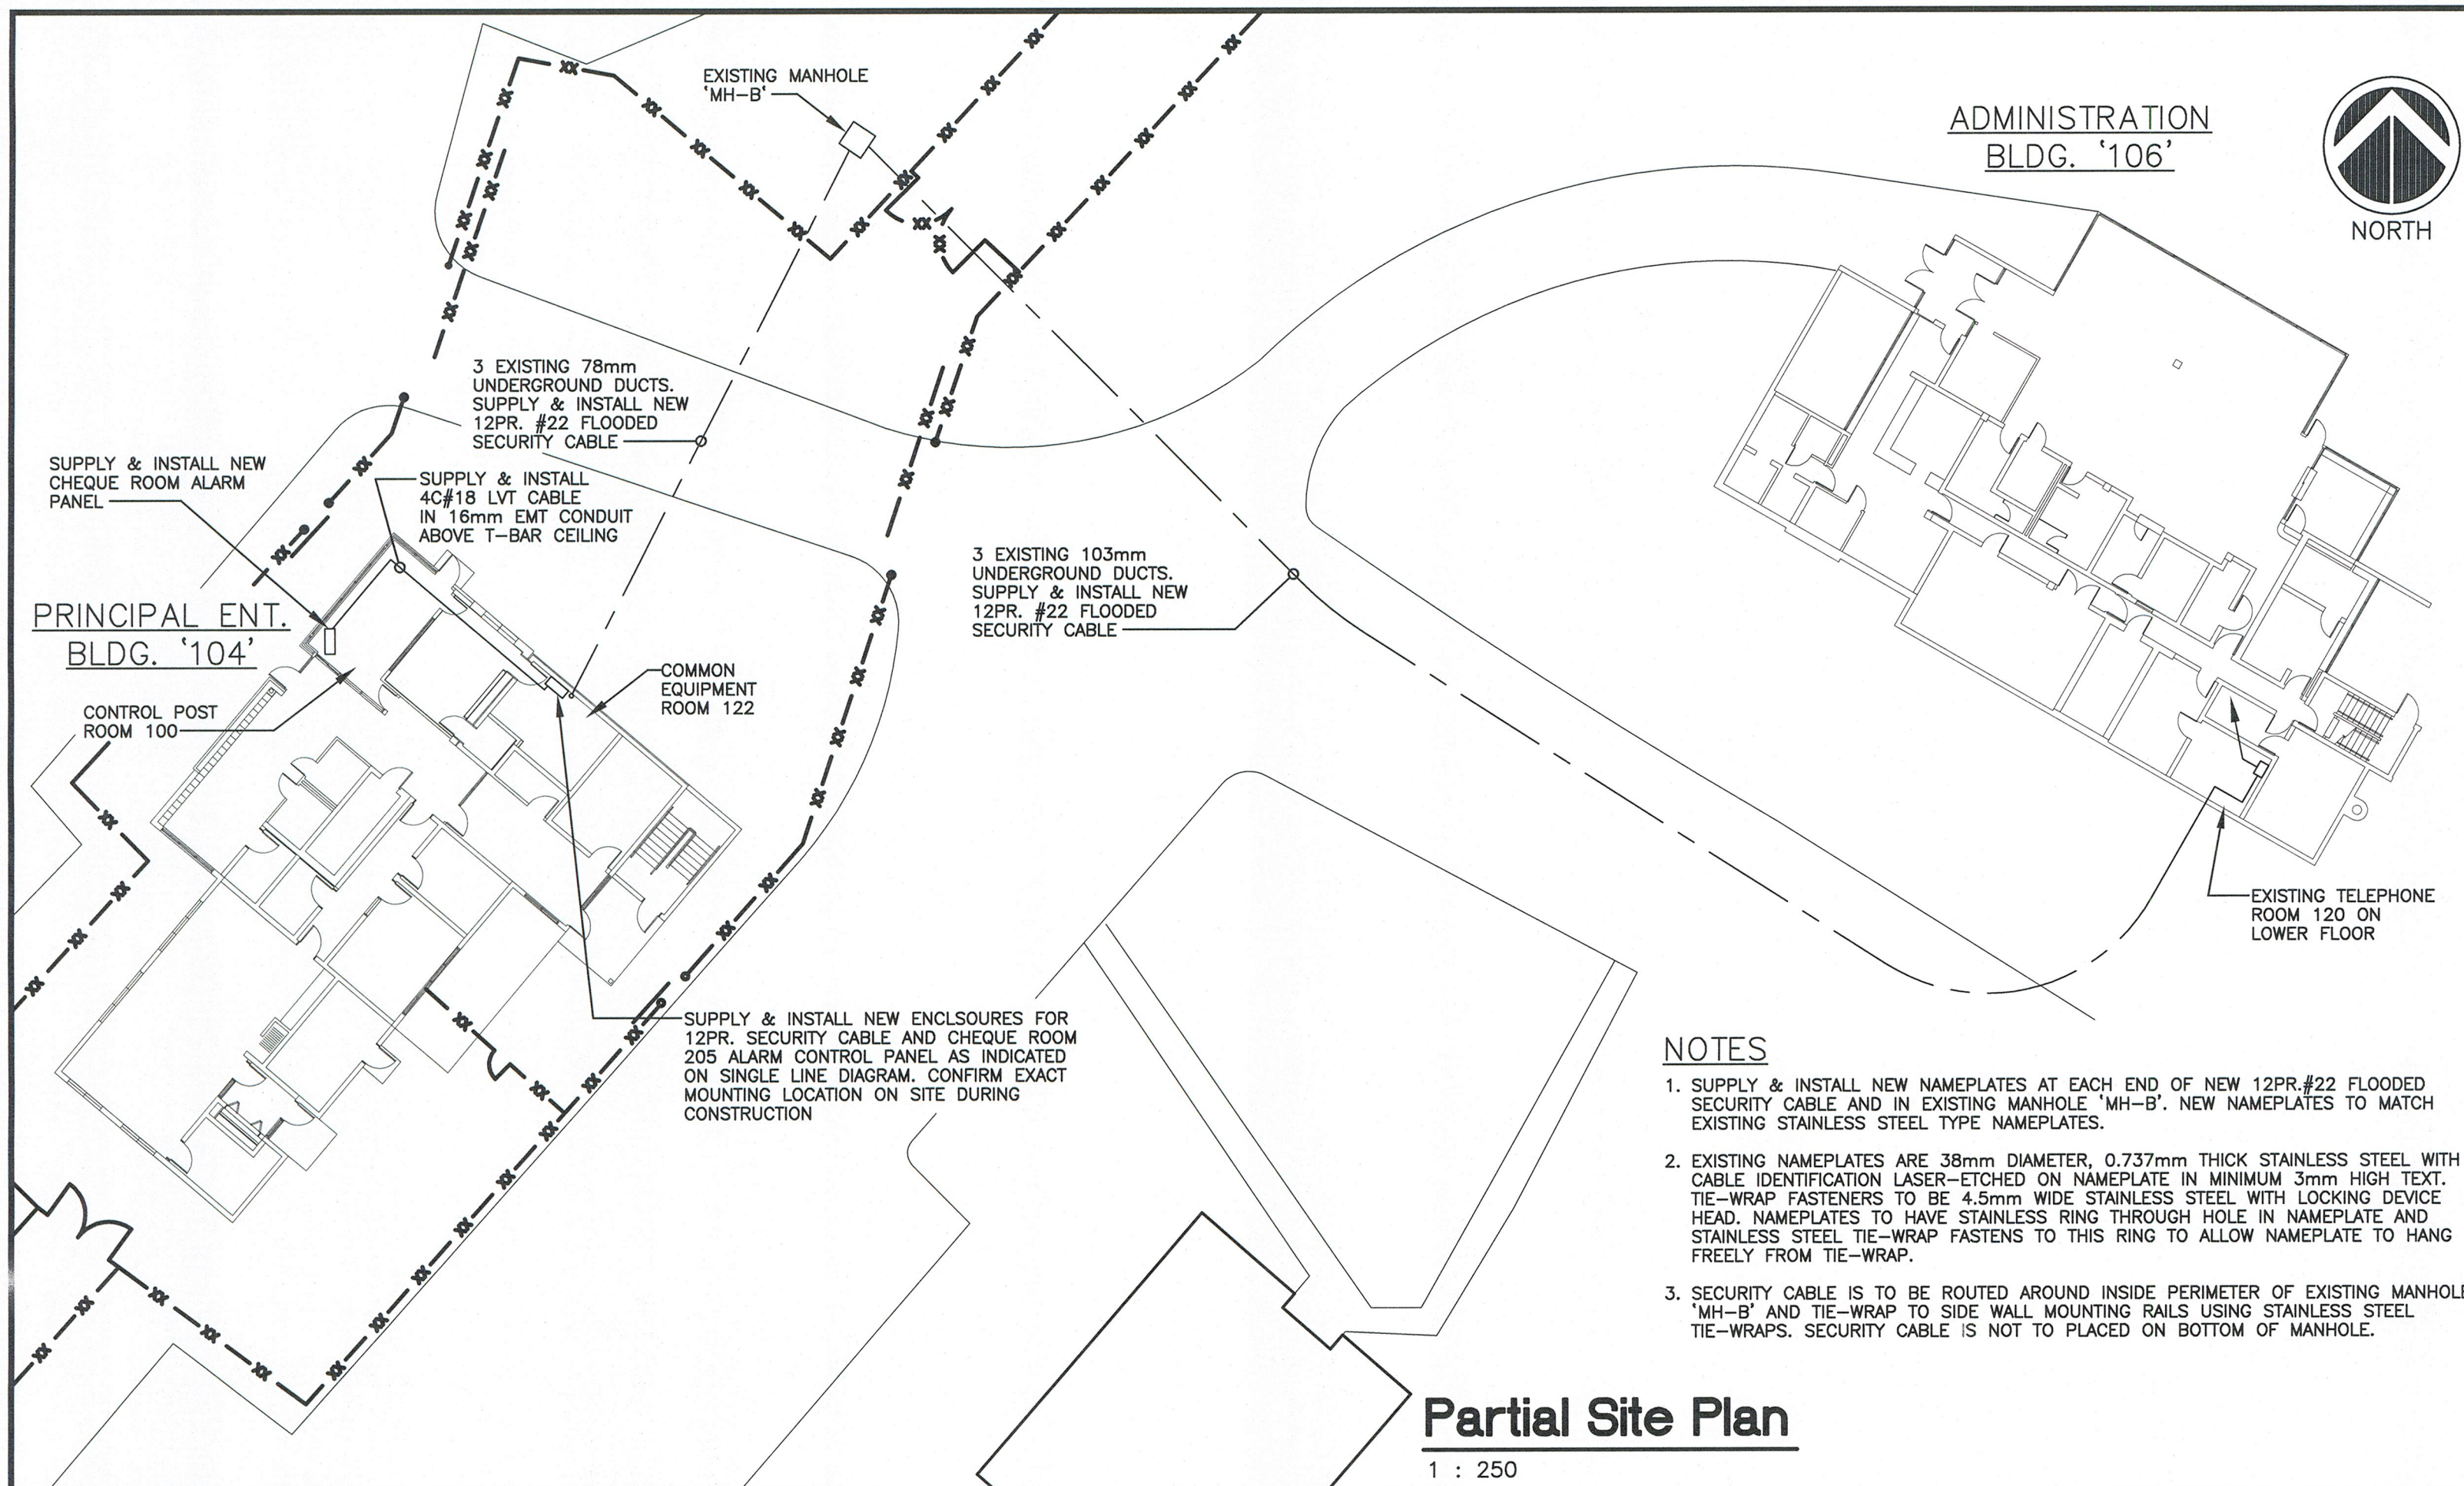 EXISTING MANHOLE
‘MH-B‘
ADMINISTRATION
BLDG. ‘106’
NORTH
3 EXISTING 78mm
UNDERGROUND DUCTS.
SUPPLY & INSTALL NEW
12PR. #22 FLOODED
SECURITY CABLE
SUPPLY & INSTALL NEW
CHEQUE ROOM ALARM
PANEL
SUPPLY & INSTALL
4C#18 LVT CABLE
IN 16mm EMT CONDUIT
ABOVE T-BAR CEILING
3 EXISTING 103mm
UNDERGROUND DUCTS.
SUPPLY & INSTALL NEW
12PR. #22 FLOODED
SECURITY CABLE
PRINCIPAL ENT.
BLDG. ‘104’
COMMON
EQUIPMENT
ROOM 122
CONTROL POST
ROOM 100
EXISTING TELEPHONE
ROOM 120 ON
LOWER FLOOR
SUPPLY & INSTALL NEW ENCLSOURES FOR
12PR. SECURITY CABLE AND CHEQUE ROOM
205 ALARM CONTROL PANEL AS INDICATED
ON SINGLE LINE DIAGRAM. CONFIRM EXACT
MOUNTING LOCATION ON SITE DURING
CONSTRUCTION
NOTES
1. SUPPLY & INSTALL NEW NAMEPLATES AT EACH END OF NEW 12PR.#22 FLOODED
SECURITY CABLE AND IN EXISTING MANHOLE ‘MH-B’. NEW NAMEPLATES TO MATCH
EXISTING STAINLESS STEEL TYPE NAMEPLATES.
2. EXISTING NAMEPLATES ARE 38mm DIAMETER, 0.737mm THICK STAINLESS STEEL WITH
CABLE IDENTIFICATION LASER-ETCHED ON NAMEPLATE IN MINIMUM 3mm HIGH TEXT.
TIE-WRAP FASTENERS TO BE 4.5mm WIDE STAINLESS STEEL WITH LOCKING DEVICE
HEAD. NAMEPLATES TO HAVE STAINLESS RING THROUGH HOLE IN NAMEPLATE AND
STAINLESS STEEL TIE-WRAP FASTENS TO THIS RING TO ALLOW NAMEPLATE TO HANG
FREELY FROM TIE-WRAP.
3. SECURITY CABLE IS TO BE ROUTED AROUND INSIDE PERIMETER OF EXISTING MANHOLE
‘MH-B’ AND TIE-WRAP TO SIDE WALL MOUNTING RAILS USING STAINLESS STEEL
TIE-WRAPS. SECURITY CABLE IS NOT TO PLACED ON BOTTOM OF MANHOLE.
Partial Site Plan
1 : 250